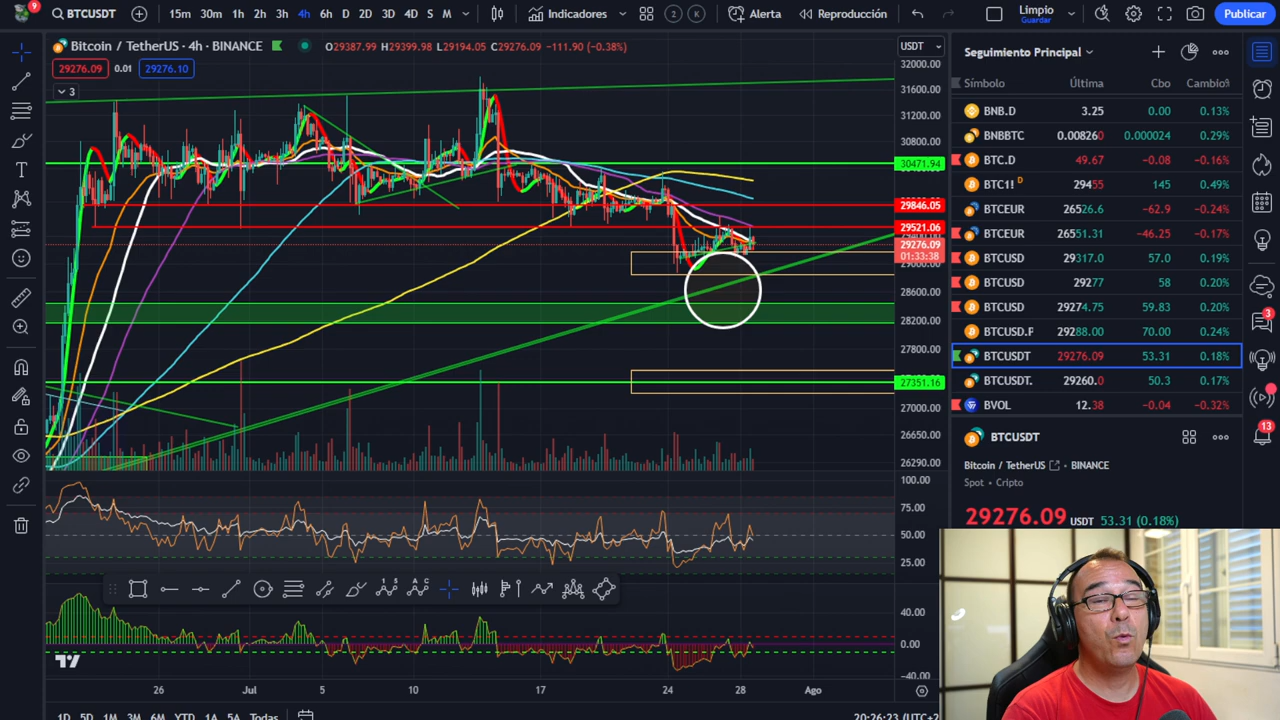 9
BTCUSDT
15m 30m 1h 2h 3h 4h 6h D 2D 3D 4D S M
Indicadores
2 K
Alerta
Reproducción
Limpio
Guardar
Publicar
Bitcoin / TetherUS · 4h · BINANCE
O29387.99 H29399.98 L29194.05 C29276.09 -111.90 (-0.38%)
USDT
29276.09 0.01 29276.10
3
32000.00
31600.00
31200.00
30800.00
30471.94
29846.05
29521.06
29276.09
01:33:38
29000.00
28600.00
28200.00
27800.00
27351.16
27000.00
26650.00
26290.00
100.00
75.00
50.00
25.00
40.00
0.00
-40.00
26 Jul 5 10 17 24 28 Ago
1D 5D 1M 3M 6M YTD 1A 5A Todas
20:26:23 (UTC+2
Seguimiento Principal
Símbolo Última Cbo Cambio%
BNB.D 3.25 0.00 0.13%
BNBBTC 0.008260 0.000024 0.29%
BTC.D 49.67 -0.08 -0.16%
BTC1! D 29455 145 0.49%
BTCEUR 26526.6 -62.9 -0.24%
BTCEUR 26551.31 -46.25 -0.17%
BTCUSD 29317.0 57.0 0.20%
BTCUSD 29277 58 0.20%
BTCUSD 29274.75 59.83 0.20%
BTCUSD.F 29288.00 70.00 0.24%
BTCUSDT 29276.09 53.31 0.18%
BTCUSDT. 29260.0 50.3 0.17%
BVOL 12.38 -0.04 -0.32%
BTCUSDT
Bitcoin / TetherUS · BINANCE
Spot · Cripto
29276.09 USDT 53.31 (0.18%)
3
13